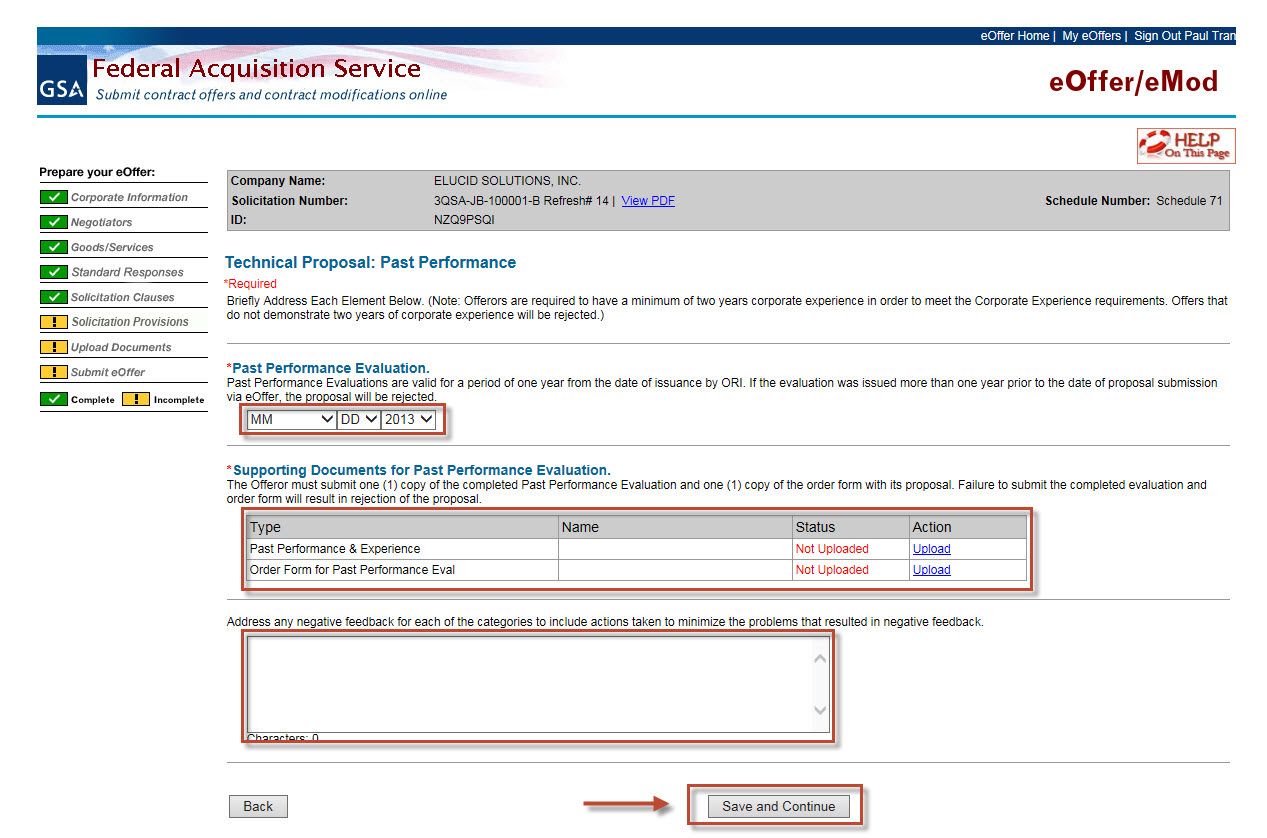 eOffer Home | My eOffers | Sign Out Paul Tran
GSA
Federal Acquisition Service
Submit contract offers and contract modifications online
eOffer/eMod
HELP
On This Page
Prepare your eOffer:
Corporate Information
Negotiators
Goods/Services
Standard Responses
Solicitation Clauses
! Solicitation Provisions
! Upload Documents
! Submit eOffer
Complete ! Incomplete
Company Name: ELUCID SOLUTIONS, INC.
Solicitation Number: 3QSA-JB-100001-B Refresh# 14 | View PDF Schedule Number: Schedule 71
ID: NZQ9PSQI
Technical Proposal: Past Performance
*Required
Briefly Address Each Element Below. (Note: Offerors are required to have a minimum of two years corporate experience in order to meet the Corporate Experience requirements. Offers that
do not demonstrate two years of corporate experience will be rejected.)
*Past Performance Evaluation.
Past Performance Evaluations are valid for a period of one year from the date of issuance by ORI. If the evaluation was issued more than one year prior to the date of proposal submission
via eOffer, the proposal will be rejected.
MM DD 2013
*Supporting Documents for Past Performance Evaluation.
The Offeror must submit one (1) copy of the completed Past Performance Evaluation and one (1) copy of the order form with its proposal. Failure to submit the completed evaluation and
order form will result in rejection of the proposal.
Type Name Status Action
Past Performance & Experience Not Uploaded Upload
Order Form for Past Performance Eval Not Uploaded Upload
Address any negative feedback for each of the categories to include actions taken to minimize the problems that resulted in negative feedback.
Characters: 0
Back Save and Continue